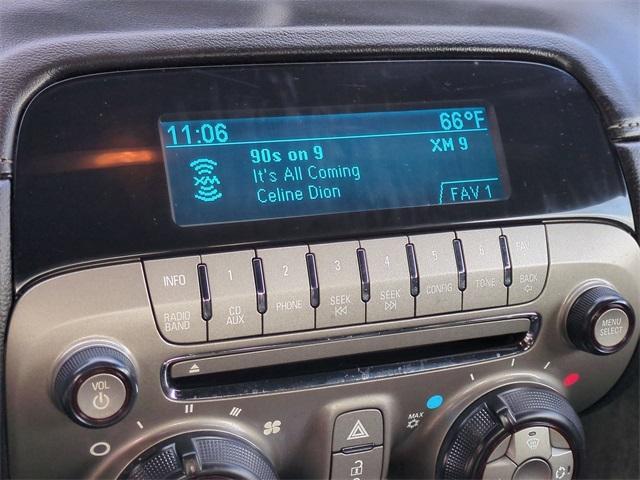 11:06 66°F
90s on 9 XM 9
XM It's All Coming
Celine Dion
FAV 1
INFO 1 2 3 4 5 6 FAV
RADIO BAND CD AUX PHONE SEEK SEEK CONFIG TONE BACK
VOL
MENU SELECT
MAX